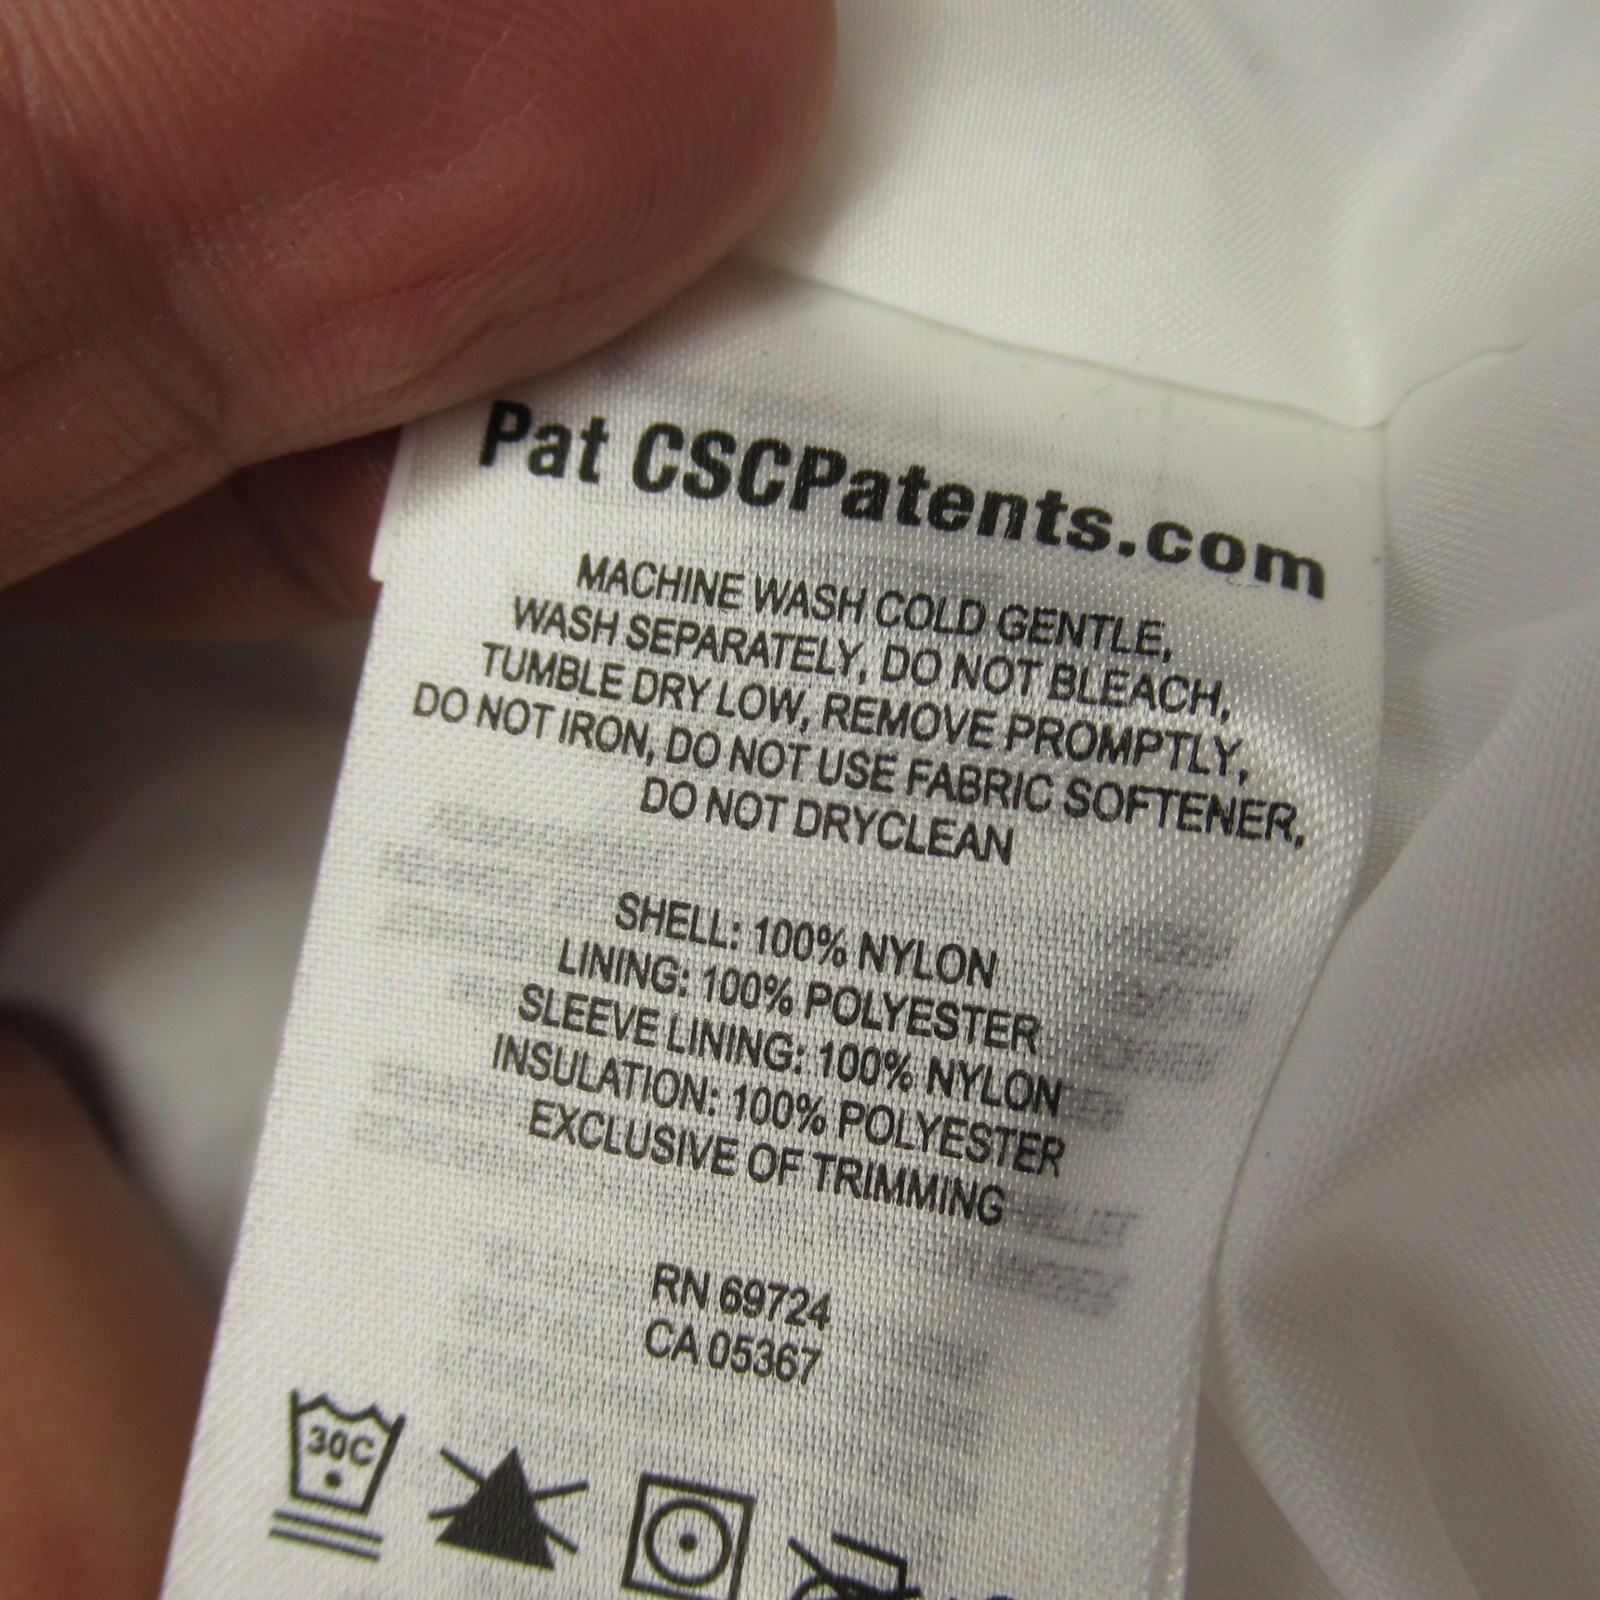 Pat CSCPatents.com
MACHINE WASH COLD GENTLE,
WASH SEPARATELY, DO NOT BLEACH,
TUMBLE DRY LOW, REMOVE PROMPTLY,
DO NOT IRON, DO NOT USE FABRIC SOFTENER,
DO NOT DRYCLEAN
SHELL: 100% NYLON
LINING: 100% POLYESTER
SLEEVE LINING: 100% NYLON
INSULATION: 100% POLYESTER
EXCLUSIVE OF TRIMMING
RN 69724
CA 05367
30C